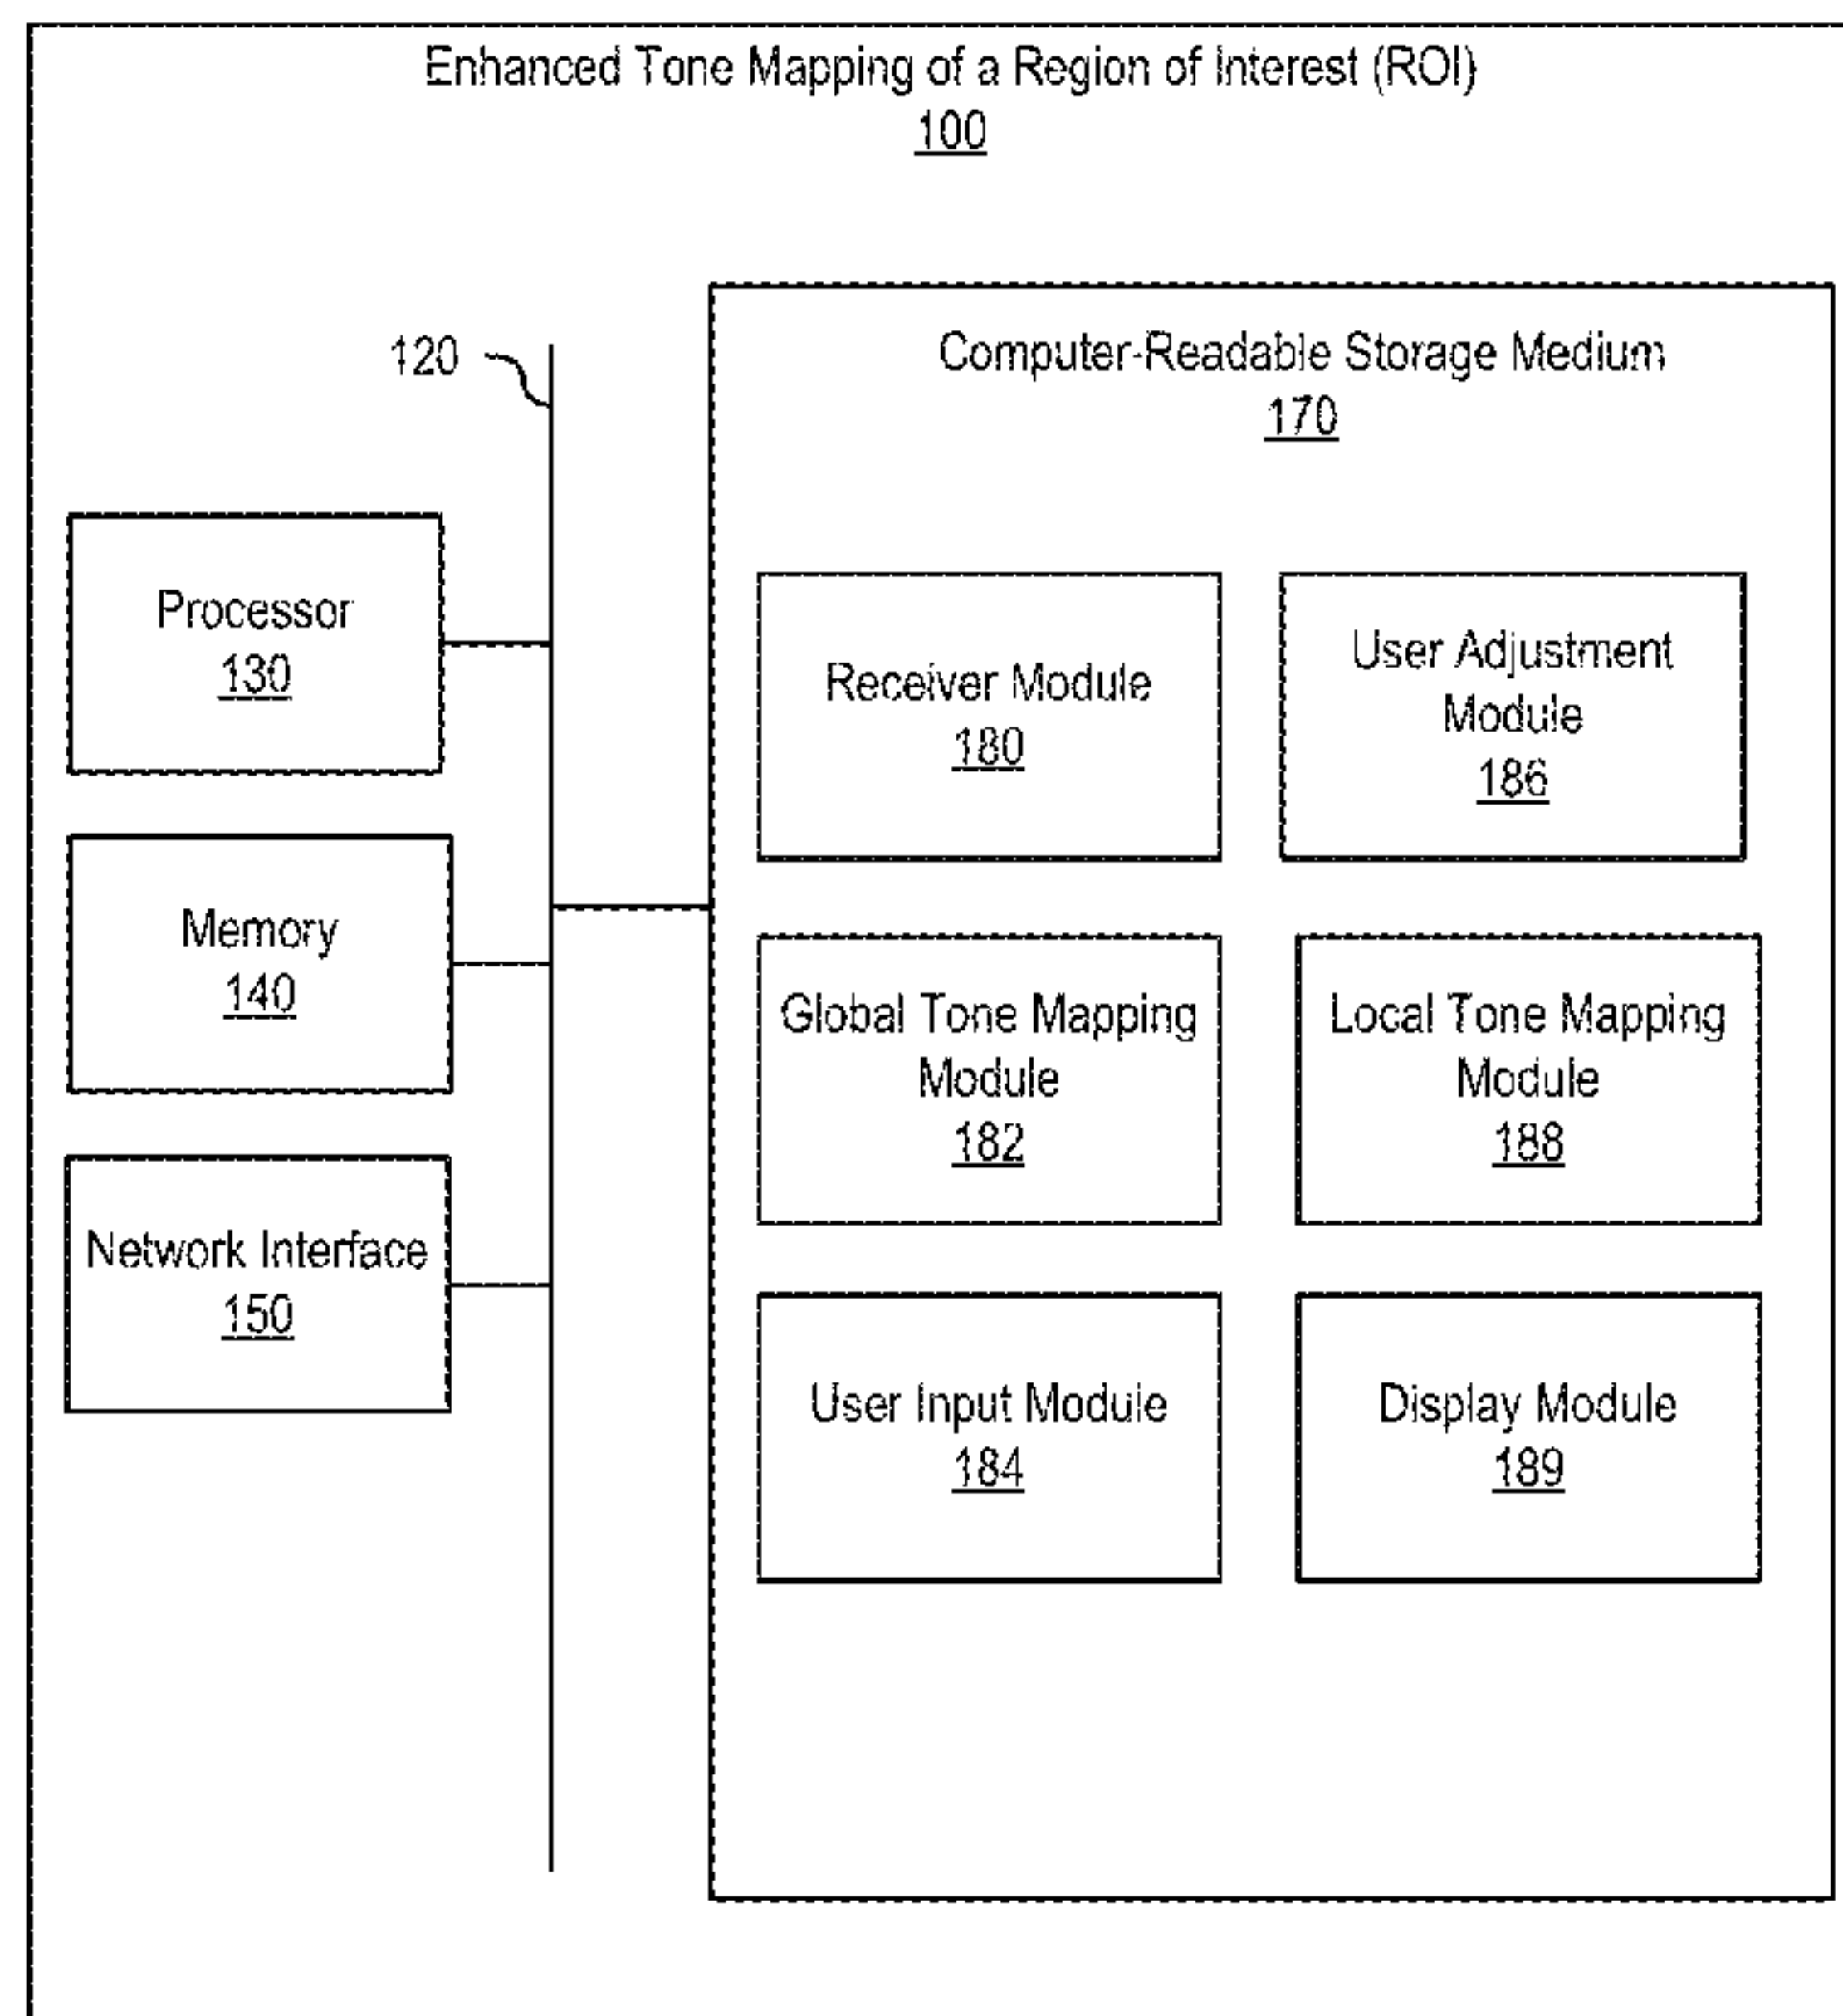 Enhanced Tone Mapping of a Region of Interest (ROI)
100
120
Computer-Readable Storage Medium
170
Processor
130
Memory
140
Network Interface
150
Receiver Module
180
User Adjustment
Module
186
Global Tone Mapping
Module
182
Local Tone Mapping
Module
188
User Input Module
184
Display Module
189